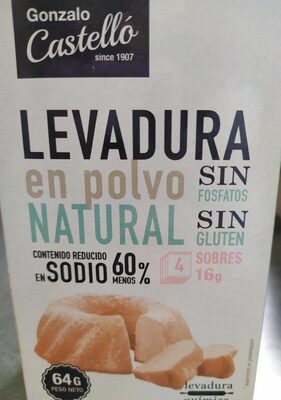 Gonzalo
Castelló
since 1907
LEVADURA
en polvo
NATURAL
SIN
FOSFATOS
SIN
GLUTEN
CONTENIDO REDUCIDO
EN SODIO 60%
MENOS
4 SOBRES
16g
64G
PESO NETO
levadura
química